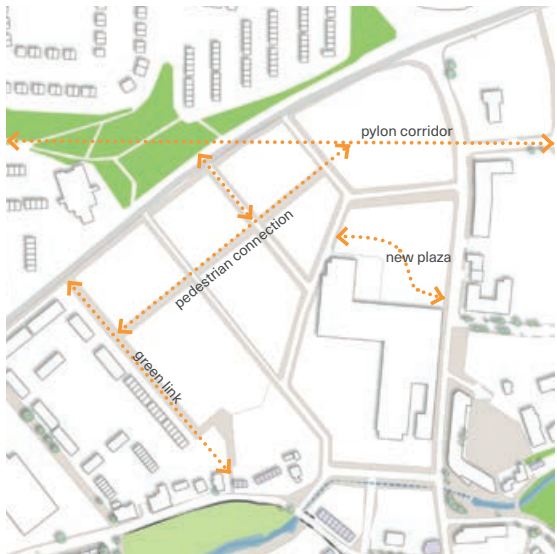 pylon corridor
pedestrian connection
new plaza
green link